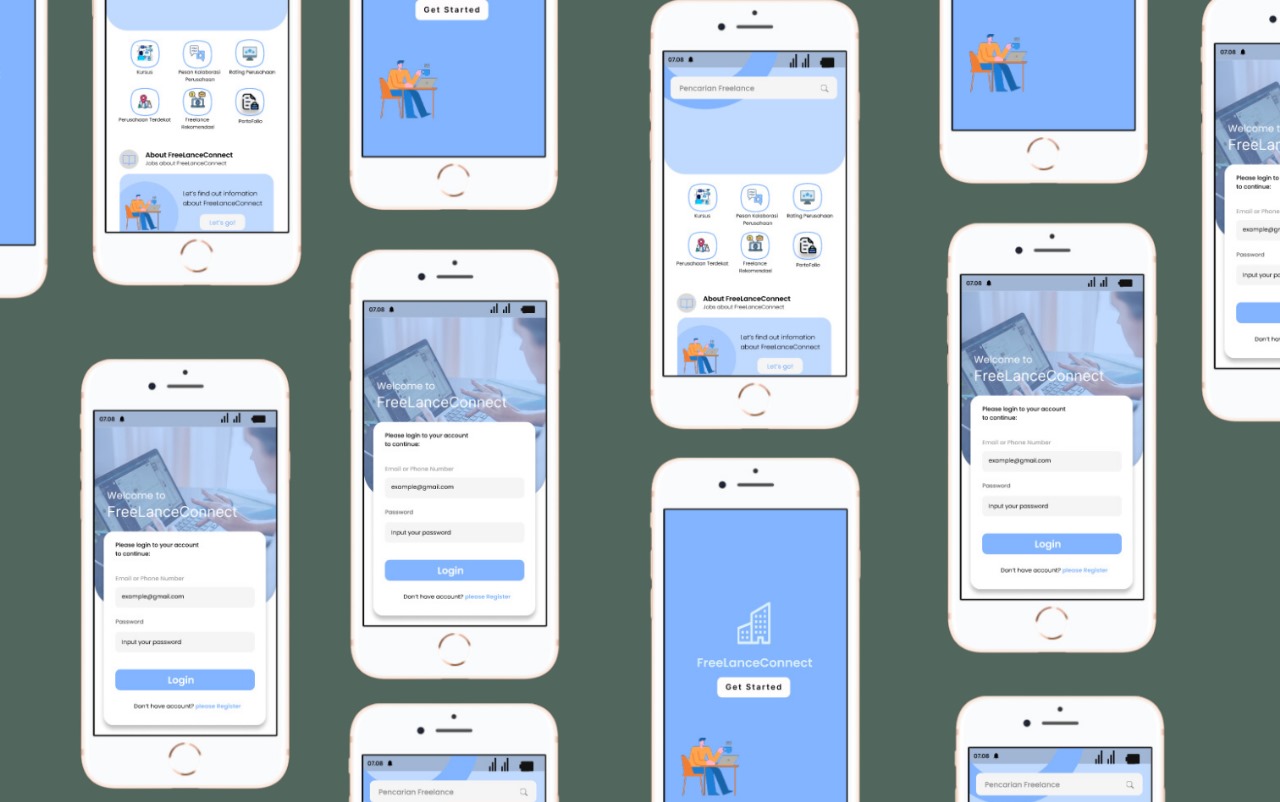 Kursus
Pesan Kolaborasi
Perusahaan
Rating Perusahaan
Perusahaan Terdekat
Freelance
Rekomendasi
PortoFolio
About FreeLanceConnect
Jobs about FreeLanceConnect
Let's find out infomation
about FreeLanceConnect
Let's go!
07.08
Welcome to
FreeLanceConnect
Please login to your account
to continue:
Email or Phone Number
example@gmail.com
Password
Input your password
Login
Don't have account? please Register
Get Started
07.08
Welcome to
FreeLanceConnect
Please login to your account
to continue:
Email or Phone Number
example@gmail.com
Password
Input your password
Login
Don't have account? please Register
07.08
Pencarian Freelance
07.08
Pencarian Freelance
Kursus
Pesan Kolaborasi
Perusahaan
Rating Perusahaan
Perusahaan Terdekat
Freelance
Rekomendasi
PortoFolio
About FreeLanceConnect
Jobs about FreeLanceConnect
Let's find out infomation
about FreeLanceConnect
Let's go!
FreeLanceConnect
Get Started
07.08
Welcome to
FreeLanceConnect
Please login to your account
to continue:
Email or Phone Number
example@gmail.com
Password
Input your password
Login
Don't have account? please Register
07.08
Pencarian Freelance
07.08
Welcome to
Please login to
to continue:
Email or Phone
Password
Input your
Don't